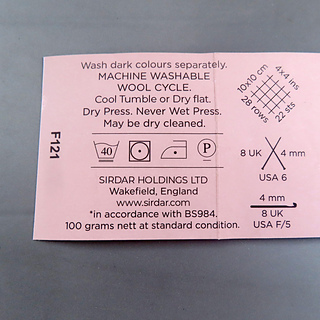 Wash dark colours separately.
MACHINE WASHABLE
WOOL CYCLE.
Cool Tumble or Dry flat.
Dry Press. Never Wet Press.
May be dry cleaned.
40
P
SIRDAR HOLDINGS LTD
Wakefield, England
www.sirdar.com
*in accordance with BS984.
100 grams nett at standard condition.
F121
10x10 cm
4x4 ins
28 rows
22 sts
8 UK 4 mm
USA 6
4 mm
8 UK
USA F/5